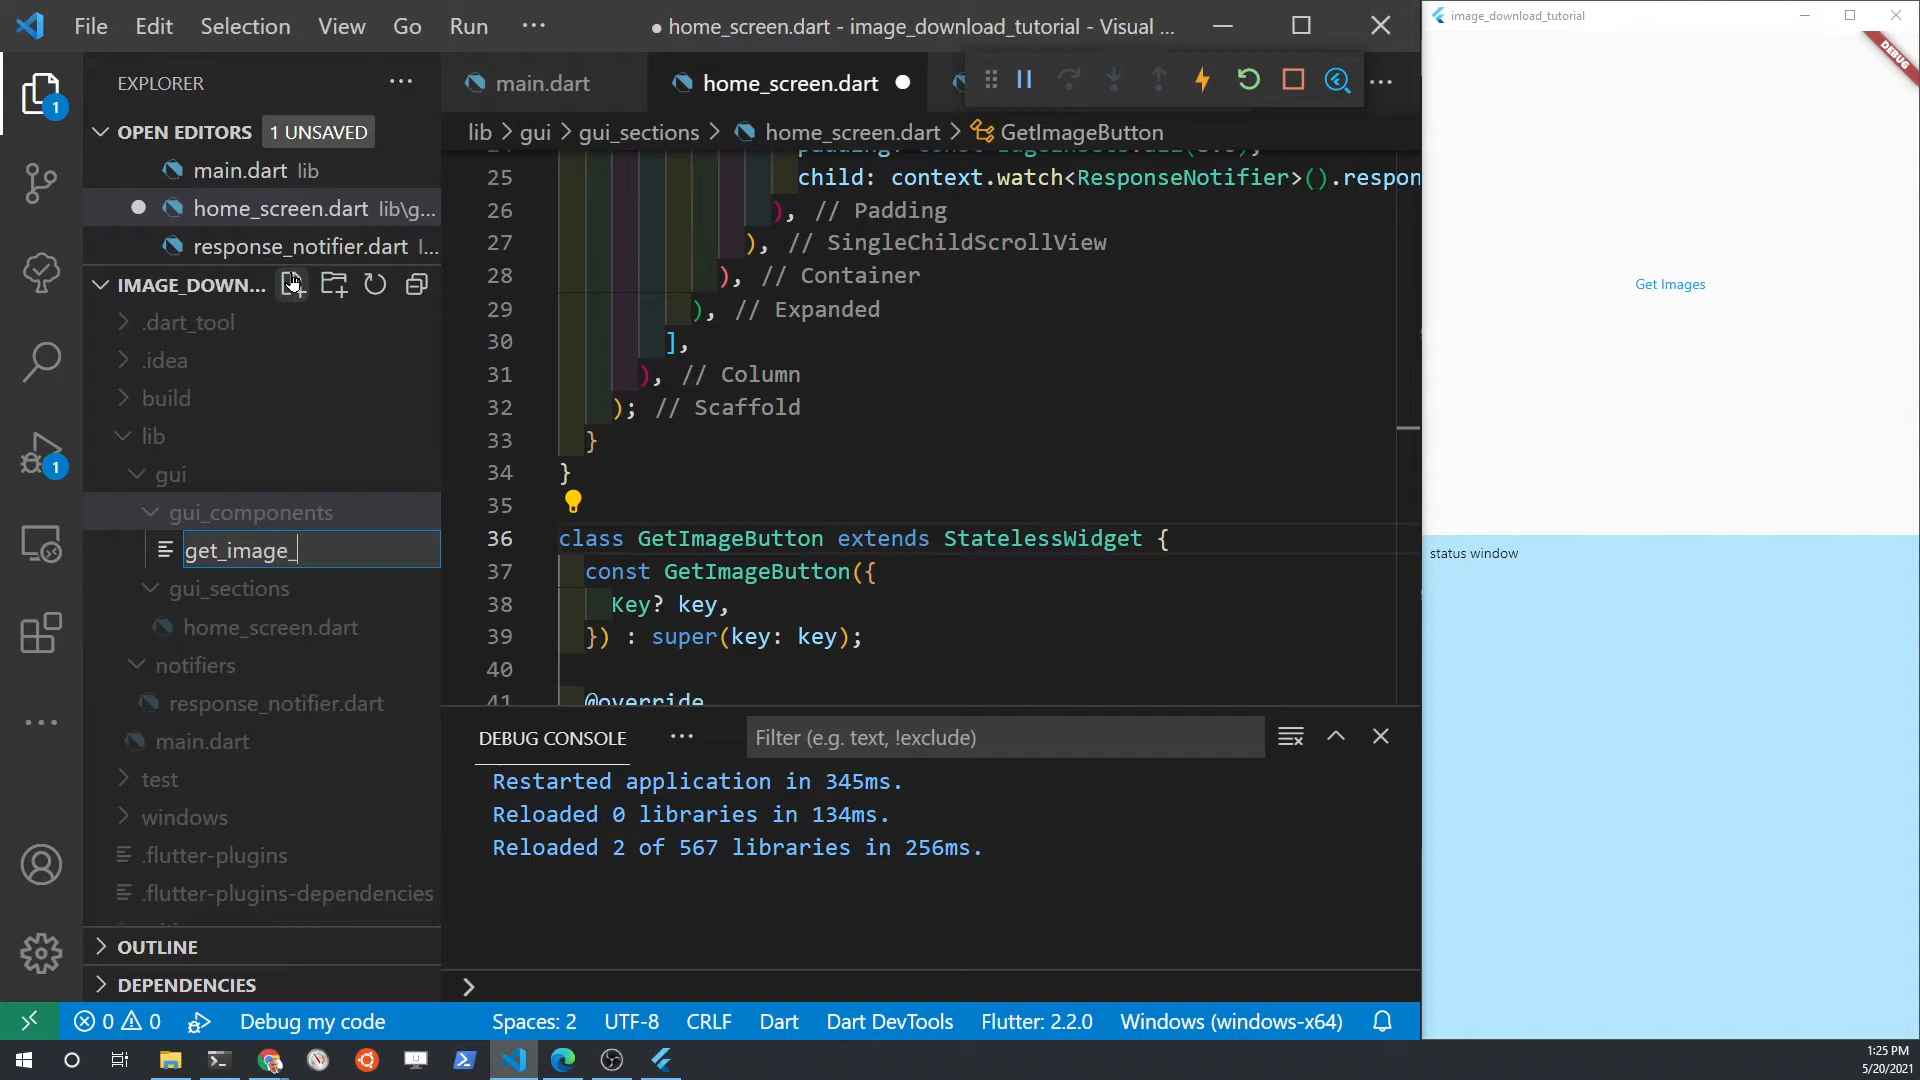 File Edit Selection View Go Run ··· ● home_screen.dart - image_download_tutorial - Visual ...
EXPLORER ···
OPEN EDITORS 1 UNSAVED
main.dart lib
home_screen.dart lib\g...
response_notifier.dart l...
IMAGE_DOWN...
.dart_tool
.idea
build
lib
gui
gui_components
get_image_
gui_sections
home_screen.dart
notifiers
response_notifier.dart
main.dart
test
windows
.flutter-plugins
.flutter-plugins-dependencies
OUTLINE
DEPENDENCIES
1
1
main.dart home_screen.dart ●
lib > gui > gui_sections > home_screen.dart > GetImageButton
25 child: context.watch<ResponseNotifier>().respon
26 ), // Padding
27 ), // SingleChildScrollView
28 ), // Container
29 ), // Expanded
30 ],
31 ), // Column
32 ); // Scaffold
33 }
34 }
35
36 class GetImageButton extends StatelessWidget {
37 const GetImageButton({
38 Key? key,
39 }) : super(key: key);
40
41 @override
DEBUG CONSOLE ··· Filter (e.g. text, !exclude)
Restarted application in 345ms.
Reloaded 0 libraries in 134ms.
Reloaded 2 of 567 libraries in 256ms.
0 0 Debug my code Spaces: 2 UTF-8 CRLF Dart Dart DevTools Flutter: 2.2.0 Windows (windows-x64)
image_download_tutorial
DEBUG
Get Images
status window
1:25 PM
5/20/2021